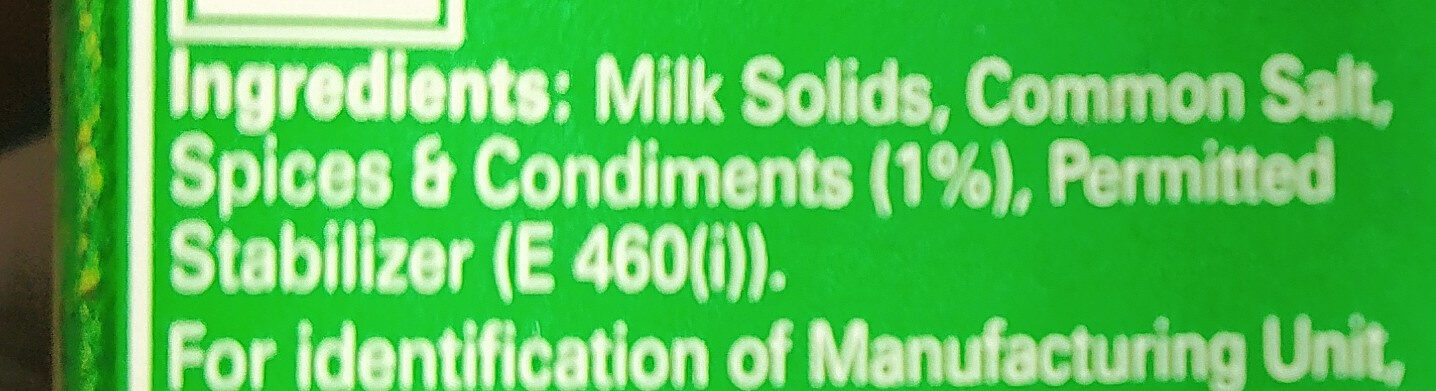 Ingredients: Milk Solids, Common Salt,
Spices & Condiments (1%), Permitted
Stabilizer (E 460(i)).
For identification of Manufacturing Unit,